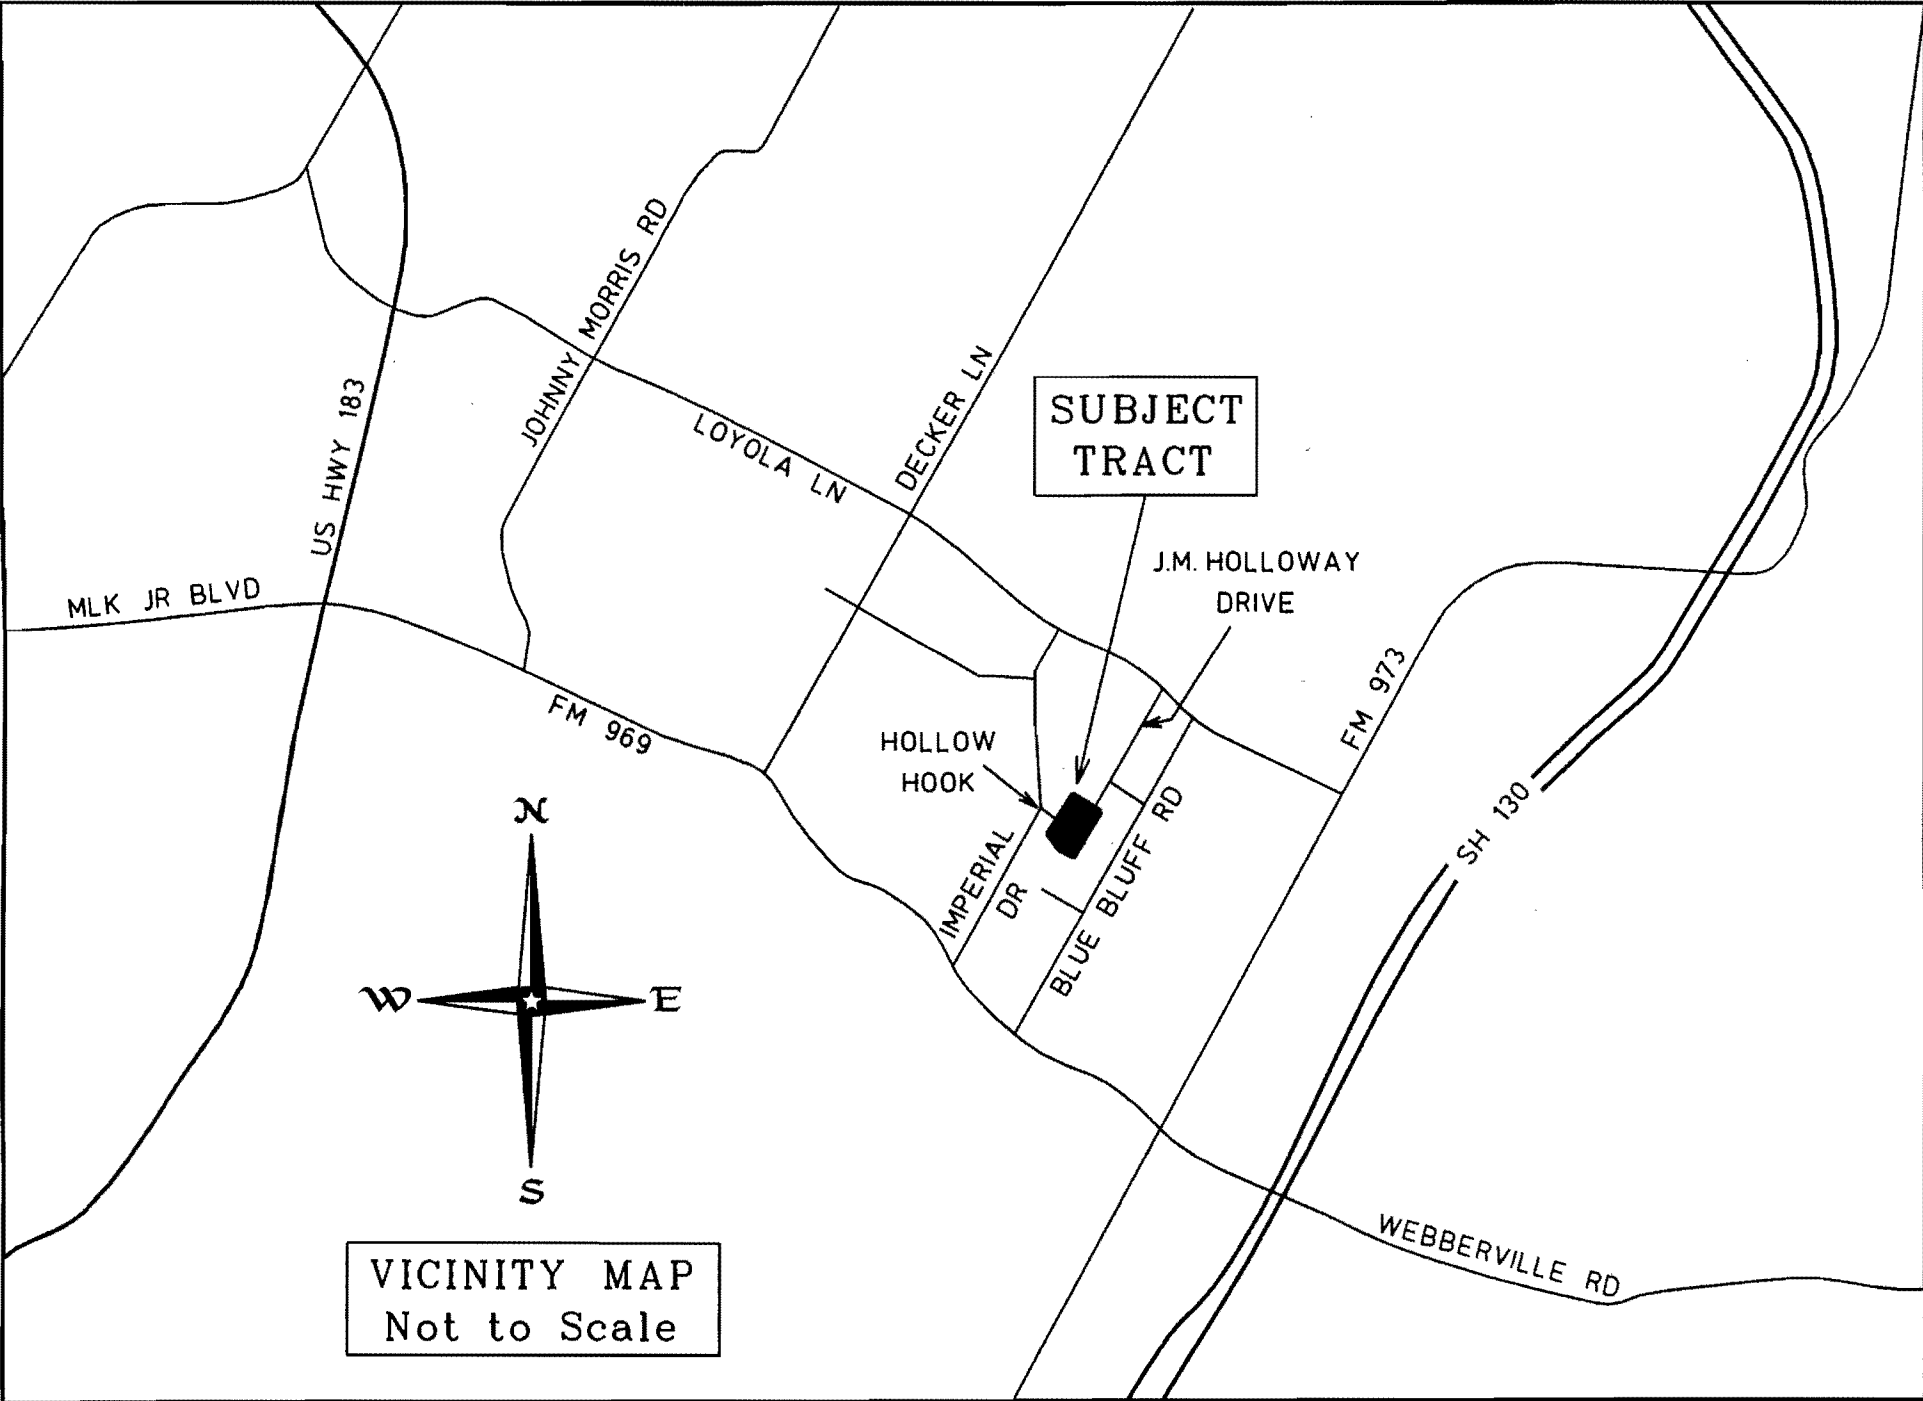 JOHNNY MORRIS RD
US HWY 183
LOYOLA LN
DECKER LN
SUBJECT
TRACT
J.M. HOLLOWAY
DRIVE
MLK JR BLVD
FM 969
FM 973
HOLLOW
HOOK
IMPERIAL
DR
BLUE BLUFF RD
SH 130
N
W
E
S
WEBBERVILLE RD
VICINITY MAP
Not to Scale